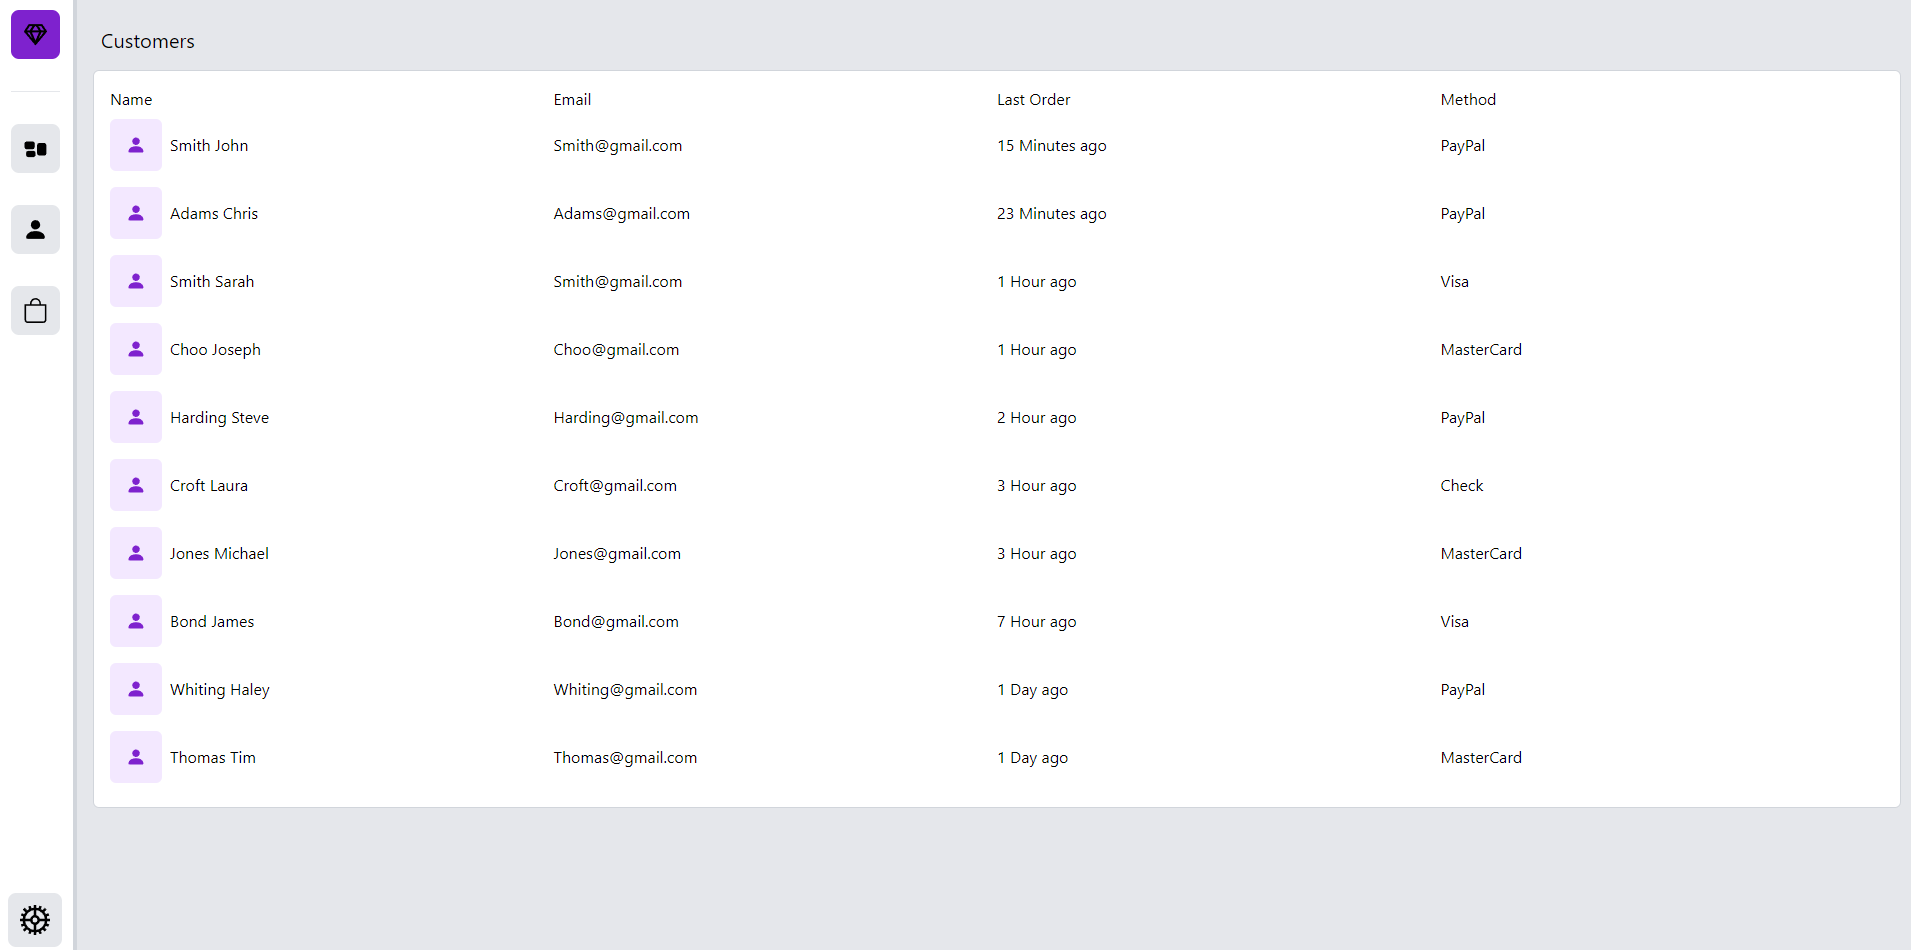 Customers
Name Email Last Order Method
Smith John Smith@gmail.com 15 Minutes ago PayPal
Adams Chris Adams@gmail.com 23 Minutes ago PayPal
Smith Sarah Smith@gmail.com 1 Hour ago Visa
Choo Joseph Choo@gmail.com 1 Hour ago MasterCard
Harding Steve Harding@gmail.com 2 Hour ago PayPal
Croft Laura Croft@gmail.com 3 Hour ago Check
Jones Michael Jones@gmail.com 3 Hour ago MasterCard
Bond James Bond@gmail.com 7 Hour ago Visa
Whiting Haley Whiting@gmail.com 1 Day ago PayPal
Thomas Tim Thomas@gmail.com 1 Day ago MasterCard